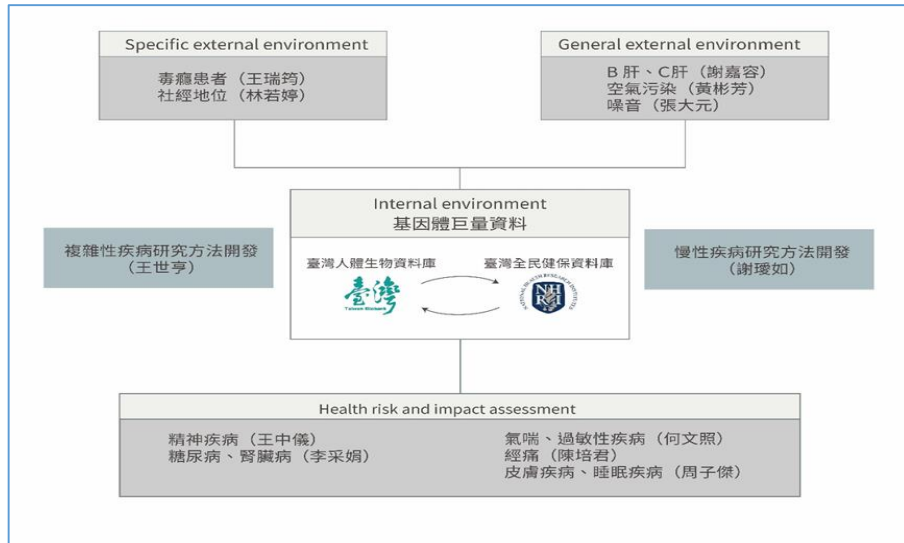 Specific external environment
毒癮患者（王瑞筠）
社經地位（林若婷）
General external environment
B 肝、C肝（謝嘉容）
空氣污染（黃彬芳）
噪音（張大元）
Internal environment
基因體巨量資料
複雜性疾病研究方法開發
（王世亨）
臺灣人體生物資料庫
臺灣全民健保資料庫
臺灣
Taiwan Biobank
NATIONAL HEALTH RESEARCH INSTITUTES
NHRI
慢性疾病研究方法開發
（謝璦如）
Health risk and impact assessment
精神疾病（王中儀）
糖尿病、腎臟病（李采娟）
氣喘、過敏性疾病（何文照）
經痛（陳培君）
皮膚疾病、睡眠疾病（周子傑）